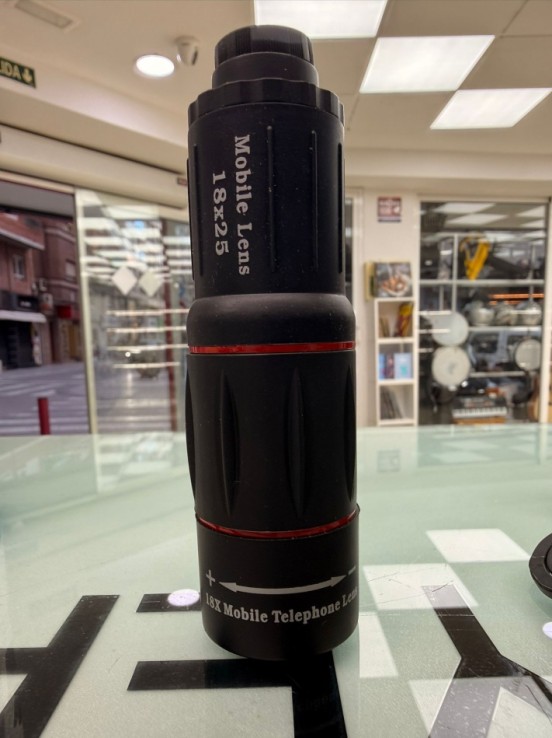 Mobile Lens
18x25
+ -
18X Mobile Telephone Lens